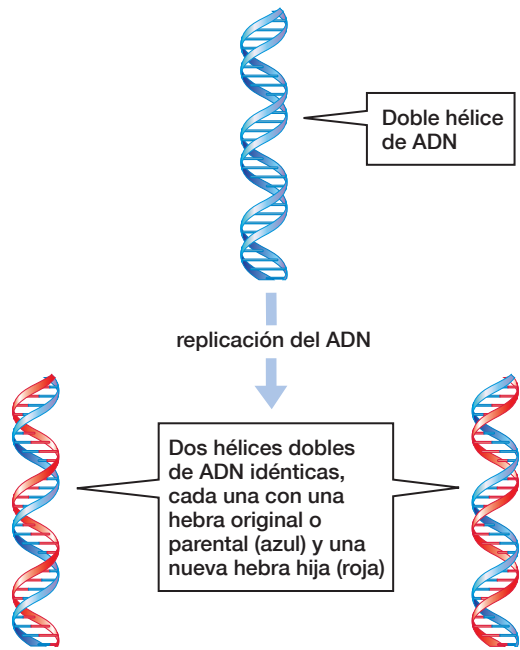 Doble hélice
de ADN
replicación del ADN
Dos hélices dobles
de ADN idénticas,
cada una con una
hebra original o
parental (azul) y una
nueva hebra hija (roja)